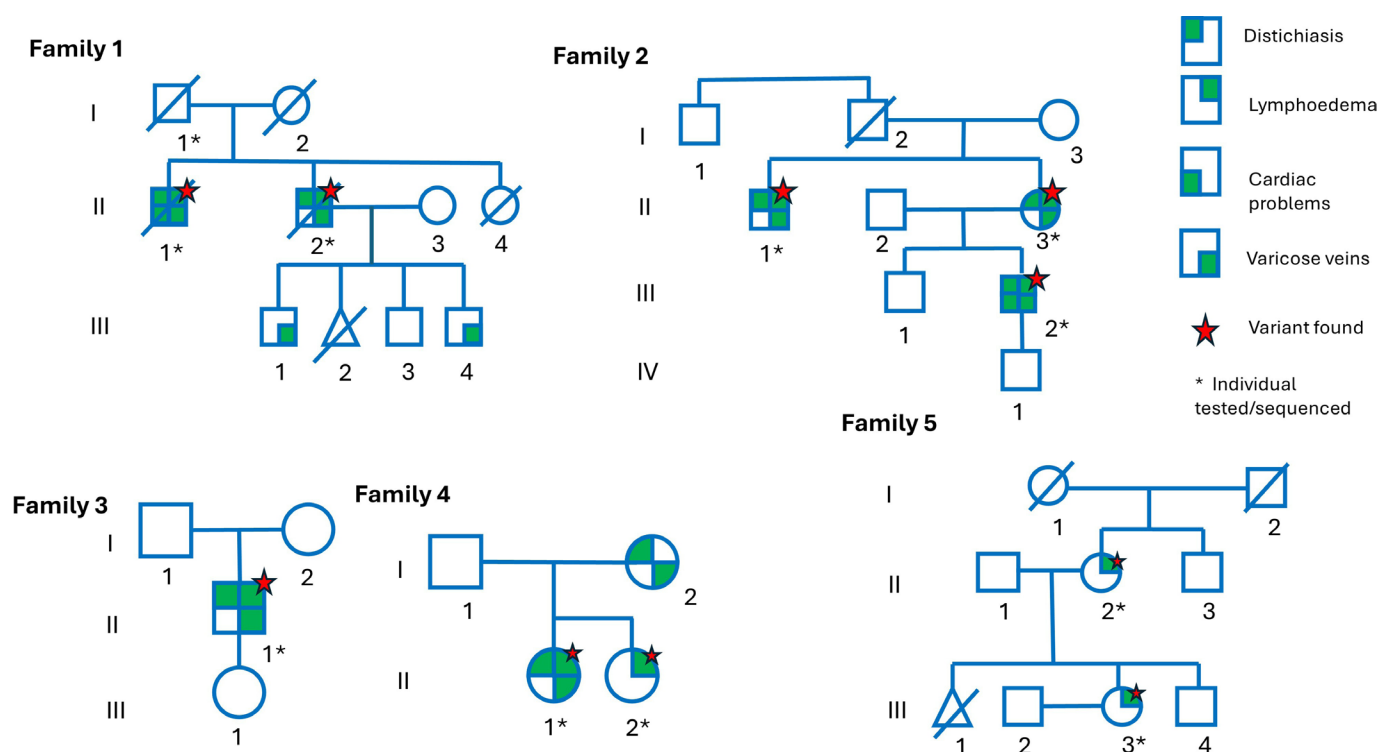 Family 1
I
1*
2
II
1*
2*
3
4
III
1
2
3
4
Family 2
I
1
2
3
II
1*
2
3*
III
1
2*
IV
1
Distichiasis
Lymphoedema
Cardiac
problems
Varicose veins
Variant found
* Individual
tested/sequenced
Family 3
I
1
2
II
1*
III
1
Family 4
I
1
2
II
1*
2*
Family 5
I
1
2
II
1
2*
3
III
1
2
3*
4